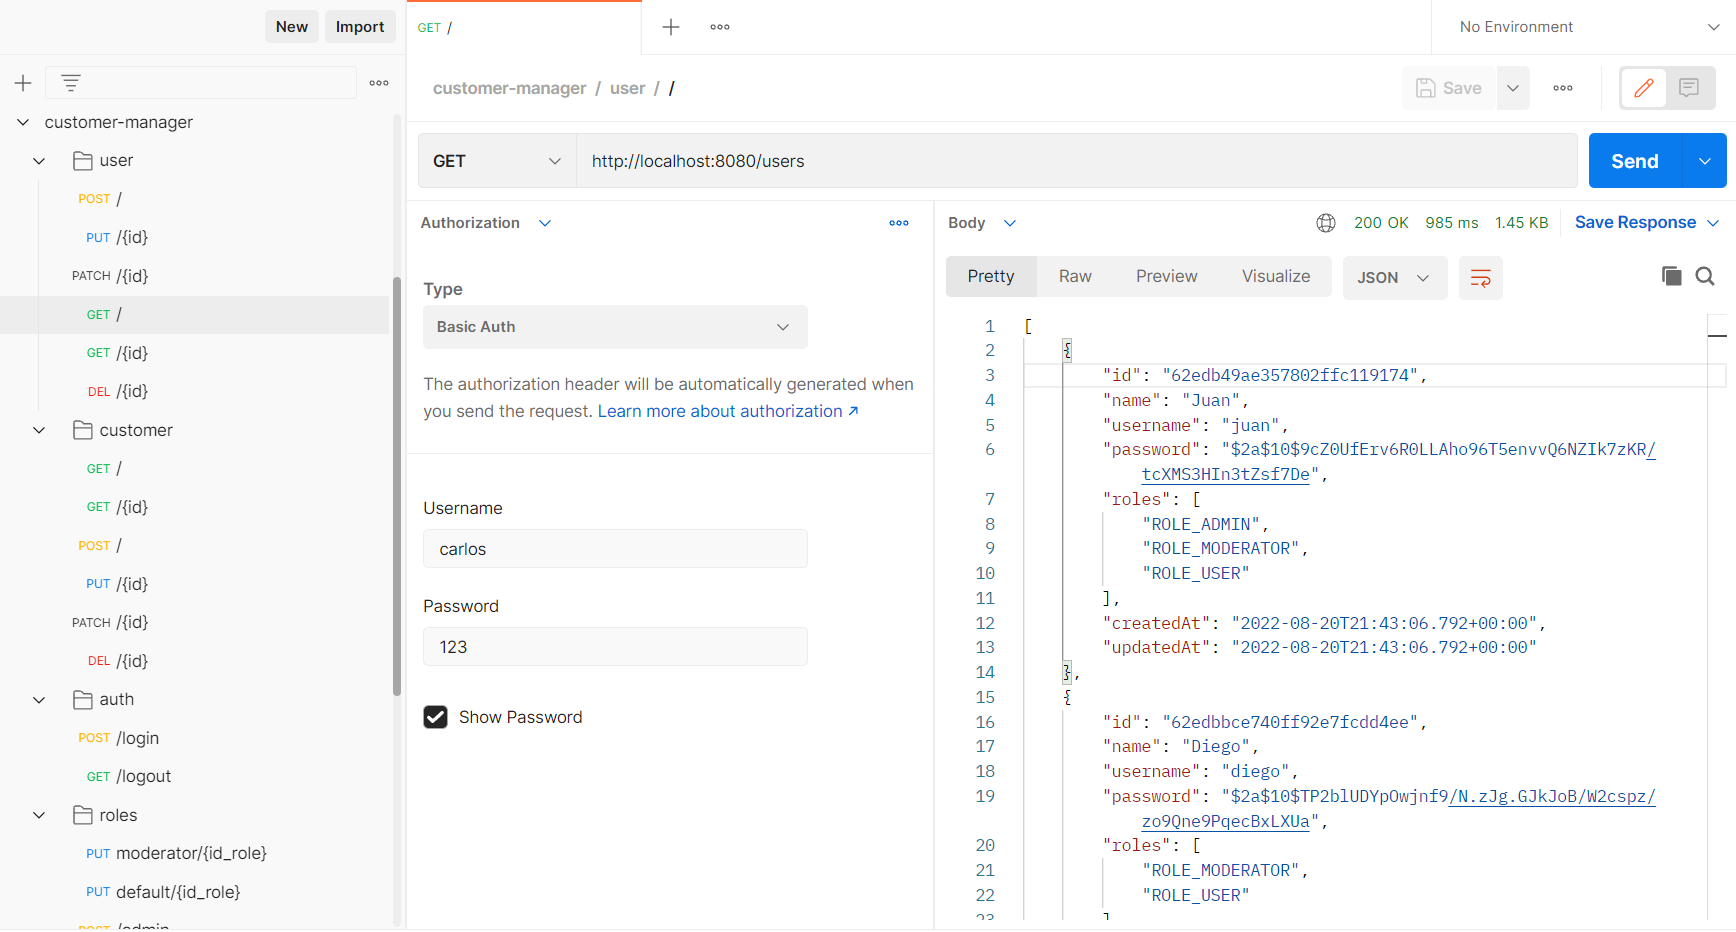 New Import
GET / No Environment
customer-manager / user / / Save
customer-manager
user
POST /
PUT /{id}
PATCH /{id}
GET /
GET /{id}
DEL /{id}
customer
GET /
GET /{id}
POST /
PUT /{id}
PATCH /{id}
DEL /{id}
auth
POST /login
GET /logout
roles
PUT moderator/{id_role}
PUT default/{id_role}
POST /admin
GET http://localhost:8080/users Send
Authorization
Type
Basic Auth
The authorization header will be automatically generated when
you send the request. Learn more about authorization ↗
Username
carlos
Password
123
Show Password
Body 200 OK 985 ms 1.45 KB Save Response
Pretty Raw Preview Visualize JSON
1 [
2 {
3 "id": "62edb49ae357802ffc119174",
4 "name": "Juan",
5 "username": "juan",
6 "password": "$2a$10$9cZ0UfErv6R0LLAho96T5envvQ6NZIk7zKR/
tcXMS3HIn3tZsf7De",
7 "roles": [
8 "ROLE_ADMIN",
9 "ROLE_MODERATOR",
10 "ROLE_USER"
11 ],
12 "createdAt": "2022-08-20T21:43:06.792+00:00",
13 "updatedAt": "2022-08-20T21:43:06.792+00:00"
14 },
15 {
16 "id": "62edbbce740ff92e7fcdd4ee",
17 "name": "Diego",
18 "username": "diego",
19 "password": "$2a$10$TP2blUDYpOwjnf9/N.zJg.GJkJoB/W2cspz/
zo9Qne9PqecBxLXUa",
20 "roles": [
21 "ROLE_MODERATOR",
22 "ROLE_USER"
23 ]